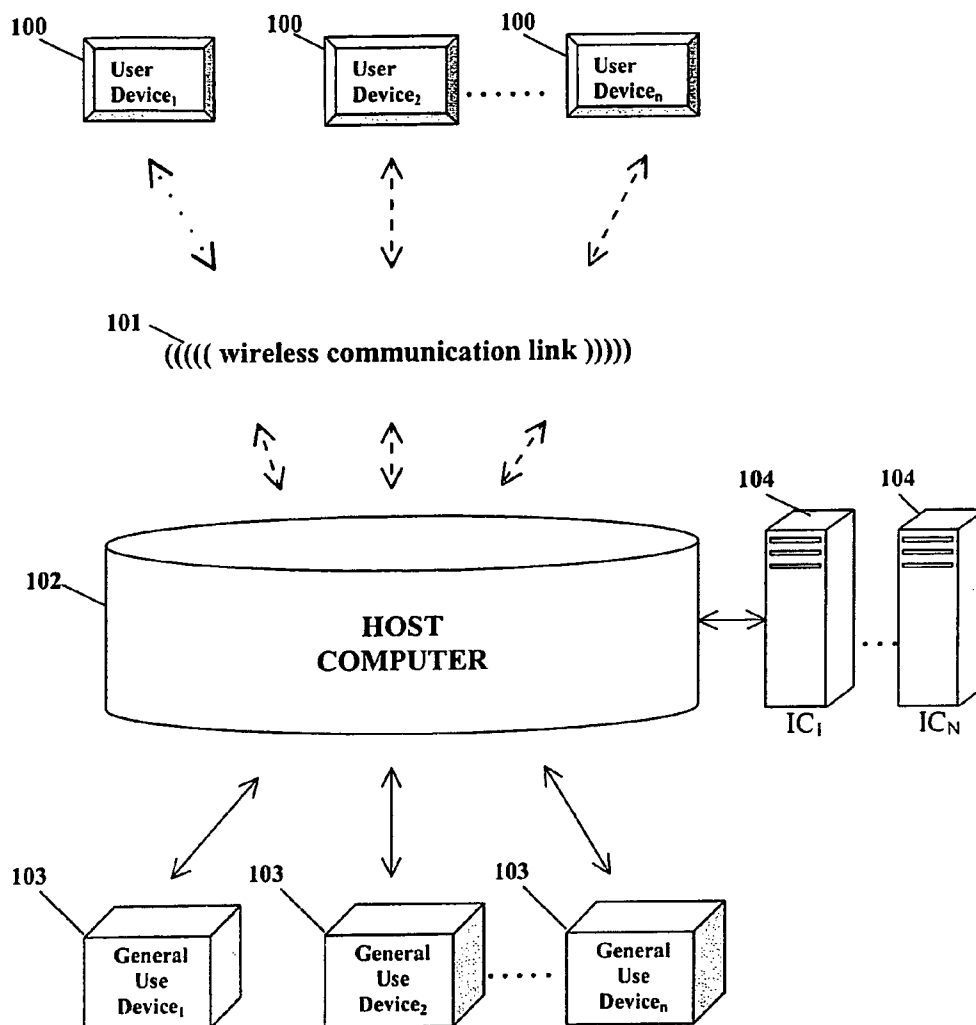 100 100 100
User User User
Device₁ Device₂ ...... Deviceₙ
101
((((( wireless communication link )))))
104 104
102
HOST
COMPUTER
....
IC₁ IC_N
103 103 103
General General General
Use Use Use
Device₁ Device₂ ...... Deviceₙ